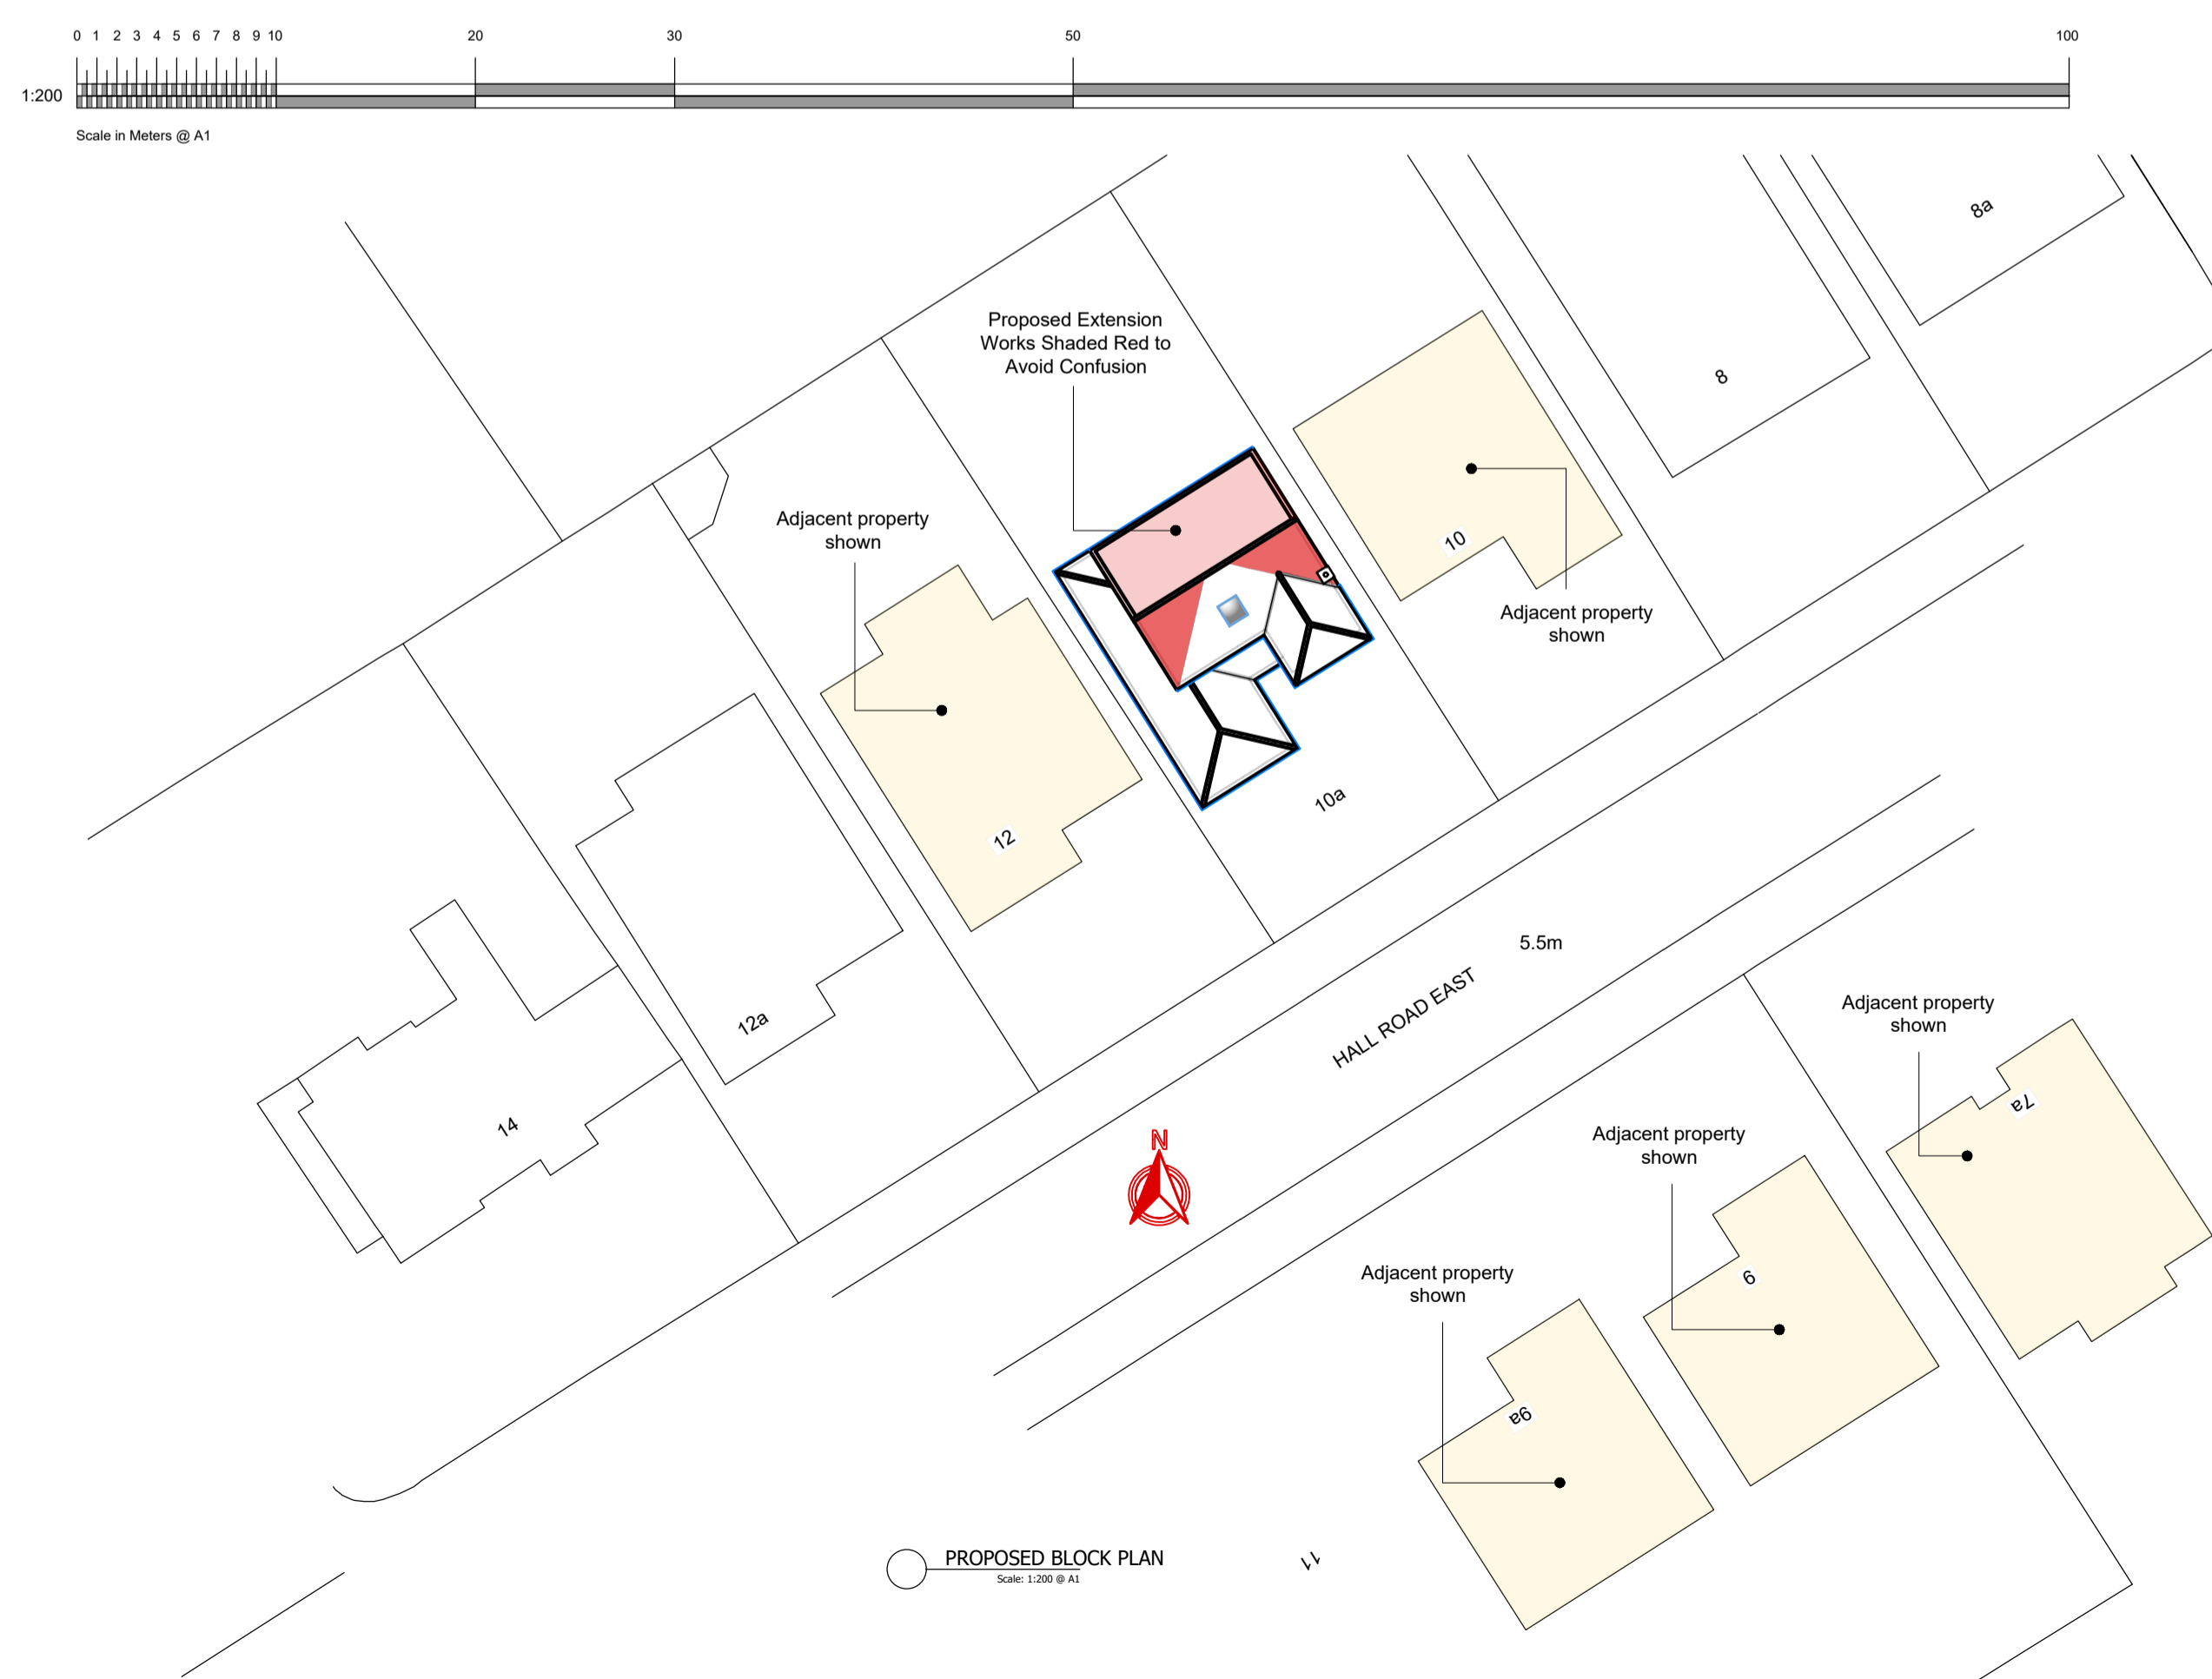 0 1 2 3 4 5 6 7 8 9 10 20 30 50 100
1:200
Scale in Meters @ A1
8a
Proposed Extension
Works Shaded Red to
Avoid Confusion
8
Adjacent property
shown
10
Adjacent property
shown
10a
12
5.5m
HALL ROAD EAST
12a
14
N
Adjacent property
shown
7a
Adjacent property
shown
9
Adjacent property
shown
9a
PROPOSED BLOCK PLAN
Scale: 1:200 @ A1
11